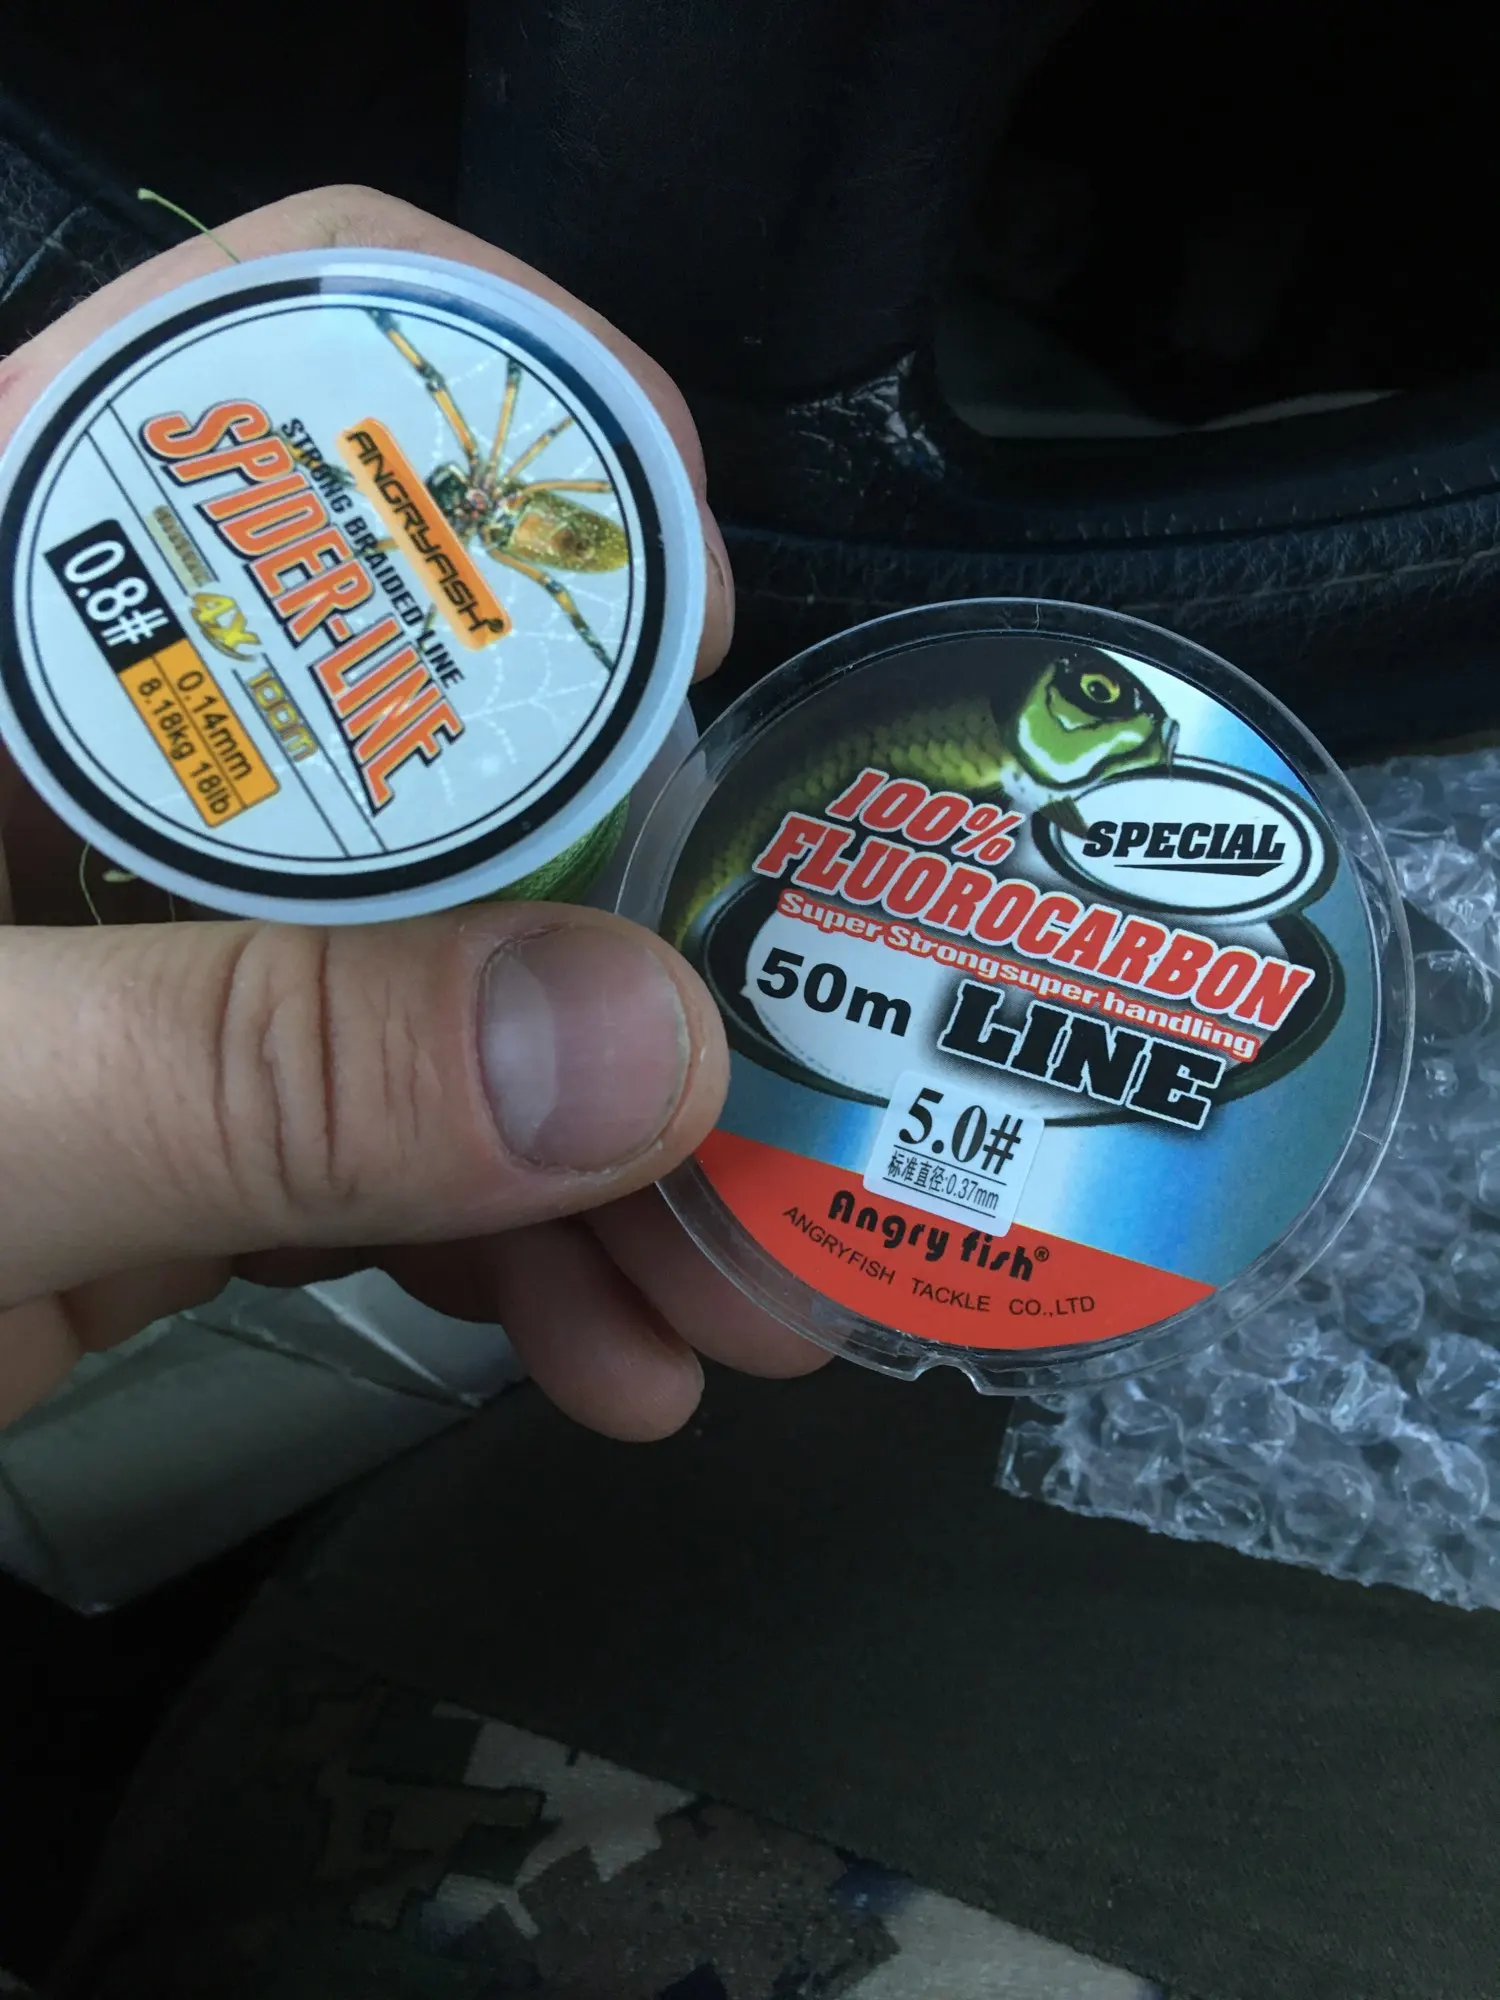 ANGRYFISH®
STRONG BRAIDED LINE
SPIDER-LINE
4X 100m
0.8#
0.14mm
8.18kg 18lb
SPECIAL
100%
FLUOROCARBON
Super Strongsuper handling
50m LINE
5.0#
标准直径:0.37mm
Angry fish®
ANGRYFISH TACKLE CO.,LTD